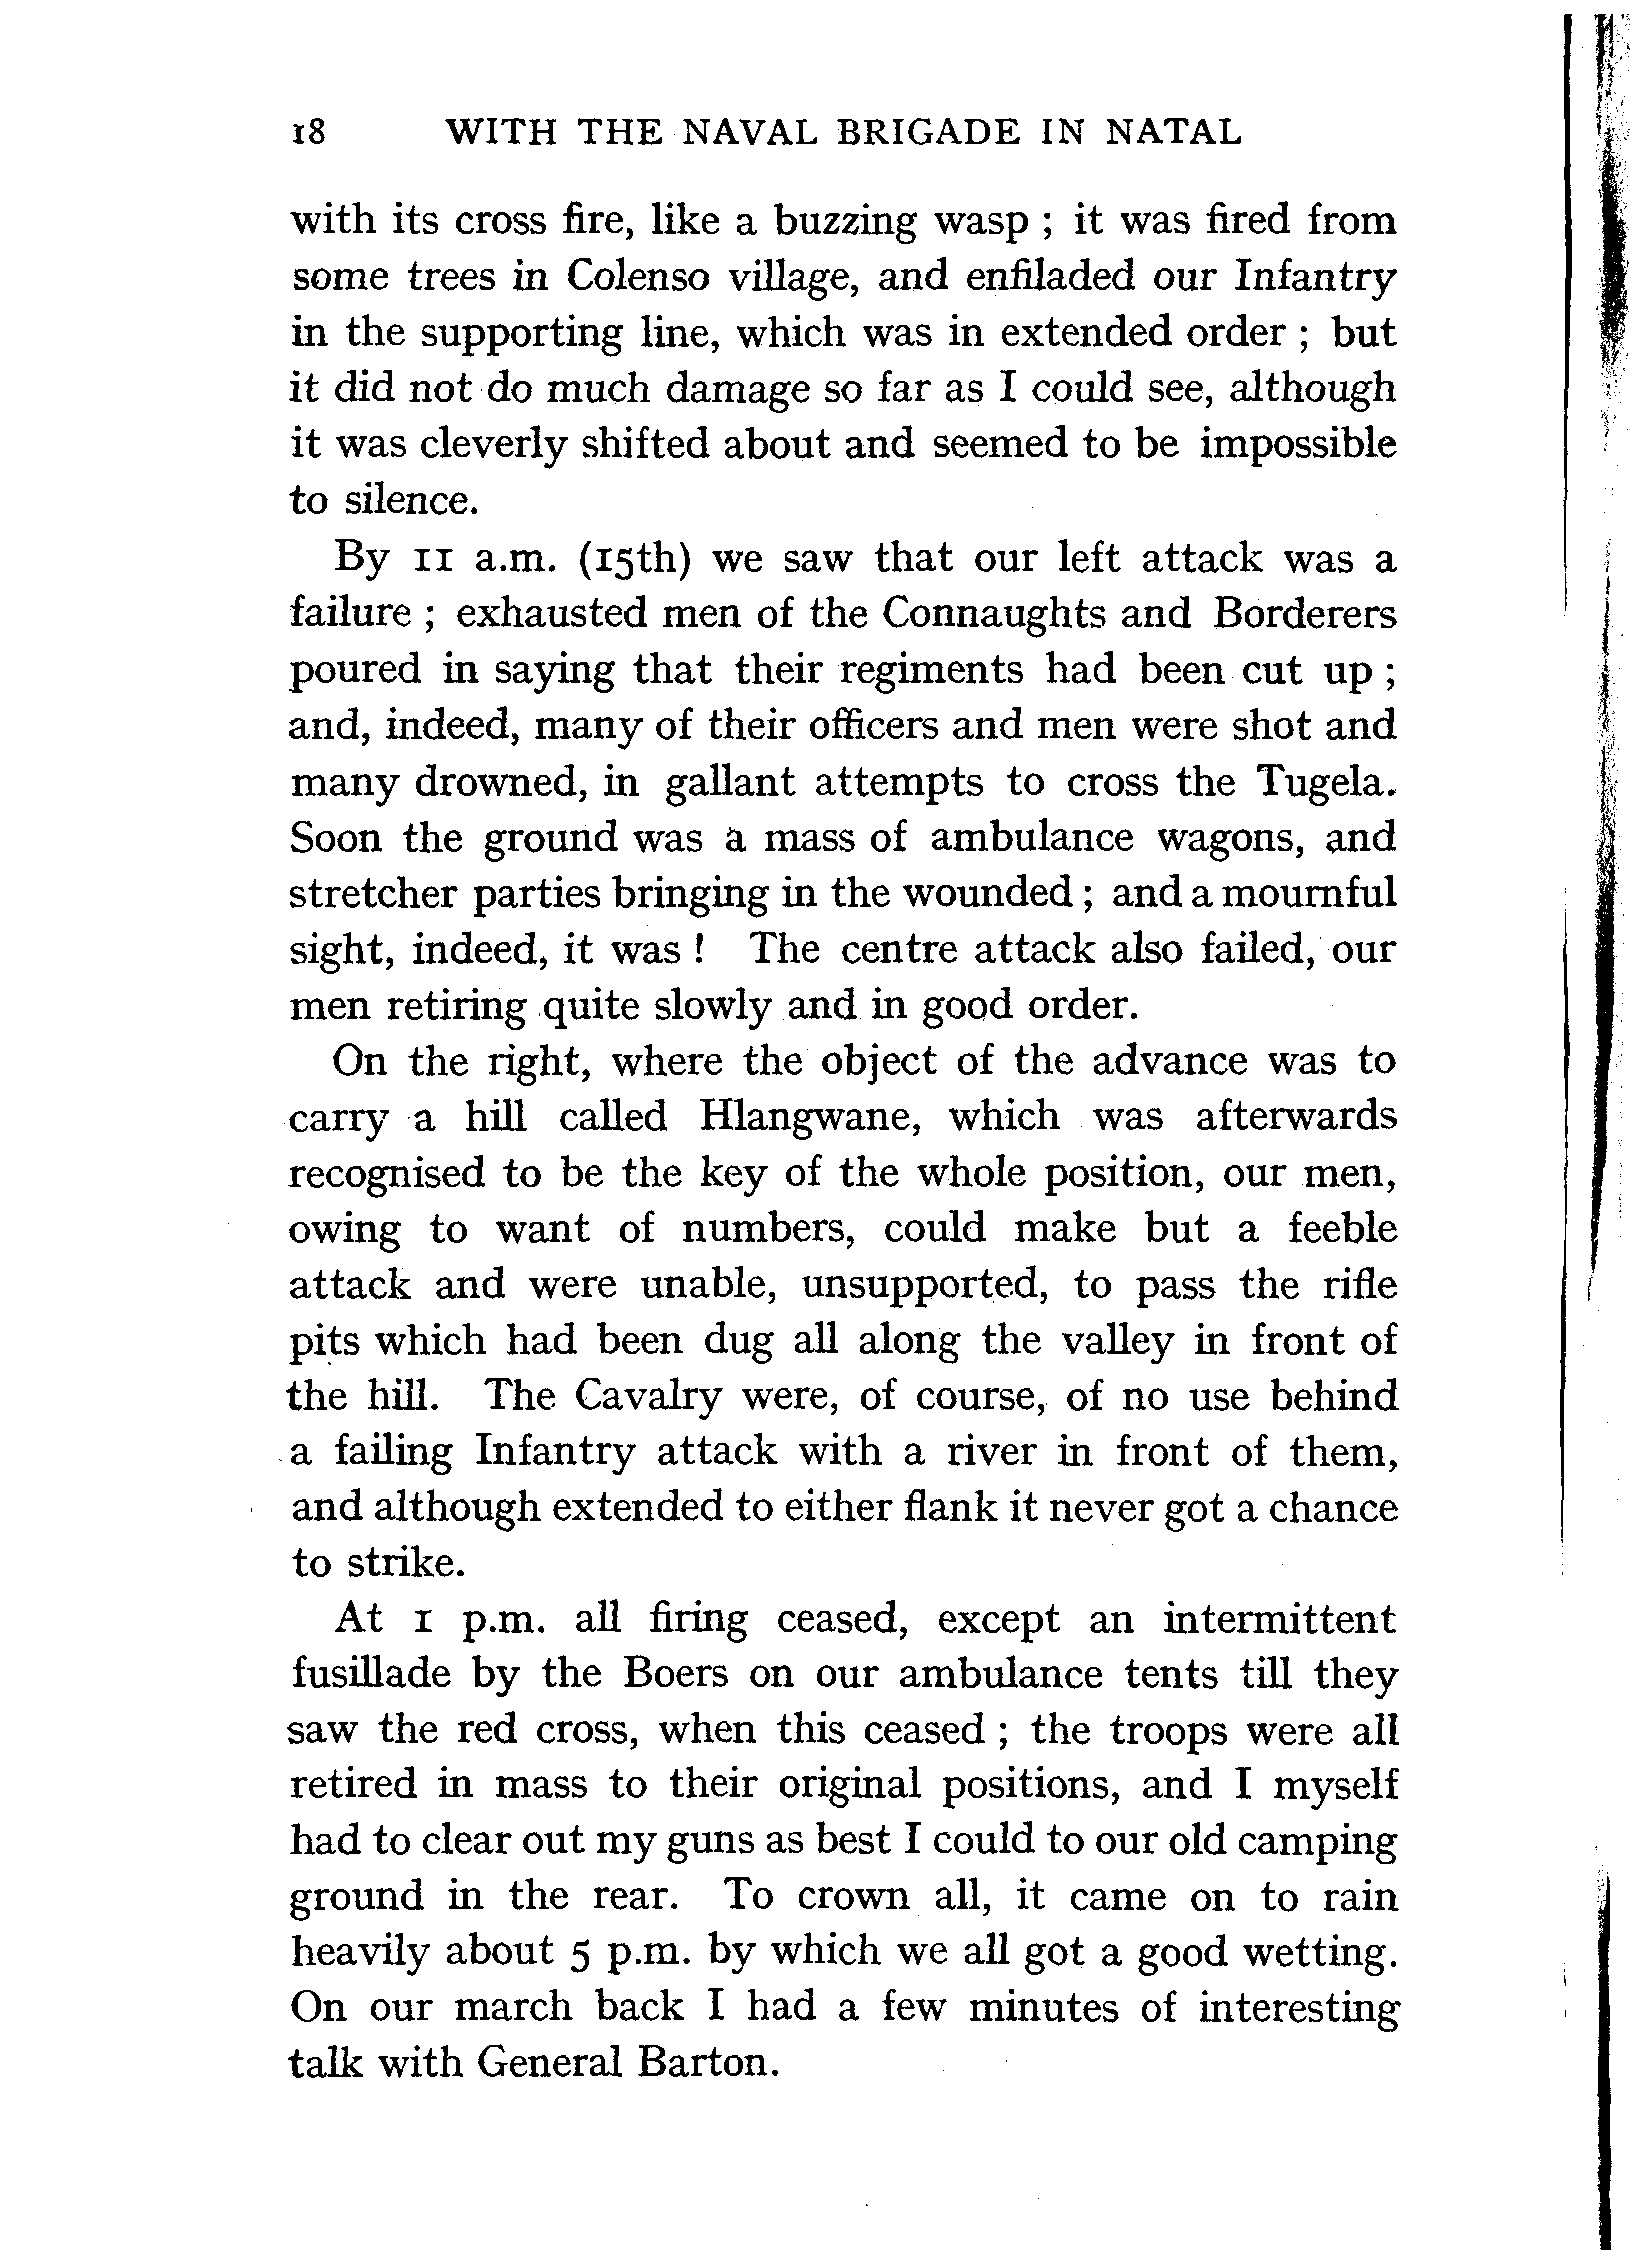 18 WITH THE NAVAL BRIGADE IN NATAL
with its cross fire, like a buzzing wasp ; it was fired from
some trees in Colenso village, and enfiladed our Infantry
in the supporting line, which was in extended order ; but
it did not do much damage so far as I could see, although
it was cleverly shifted about and seemed to be impossible
to silence.
By 11 a.m. (15th) we saw that our left attack was a
failure ; exhausted men of the Connaughts and Borderers
poured in saying that their regiments had been cut up ;
and, indeed, many of their officers and men were shot and
many drowned, in gallant attempts to cross the Tugela.
Soon the ground was a mass of ambulance wagons, and
stretcher parties bringing in the wounded ; and a mournful
sight, indeed, it was ! The centre attack also failed, our
men retiring quite slowly and in good order.
On the right, where the object of the advance was to
carry a hill called Hlangwane, which was afterwards
recognised to be the key of the whole position, our men,
owing to want of numbers, could make but a feeble
attack and were unable, unsupported, to pass the rifle
pits which had been dug all along the valley in front of
the hill. The Cavalry were, of course, of no use behind
a failing Infantry attack with a river in front of them,
and although extended to either flank it never got a chance
to strike.
At 1 p.m. all firing ceased, except an intermittent
fusillade by the Boers on our ambulance tents till they
saw the red cross, when this ceased ; the troops were all
retired in mass to their original positions, and I myself
had to clear out my guns as best I could to our old camping
ground in the rear. To crown all, it came on to rain
heavily about 5 p.m. by which we all got a good wetting.
On our march back I had a few minutes of interesting
talk with General Barton.